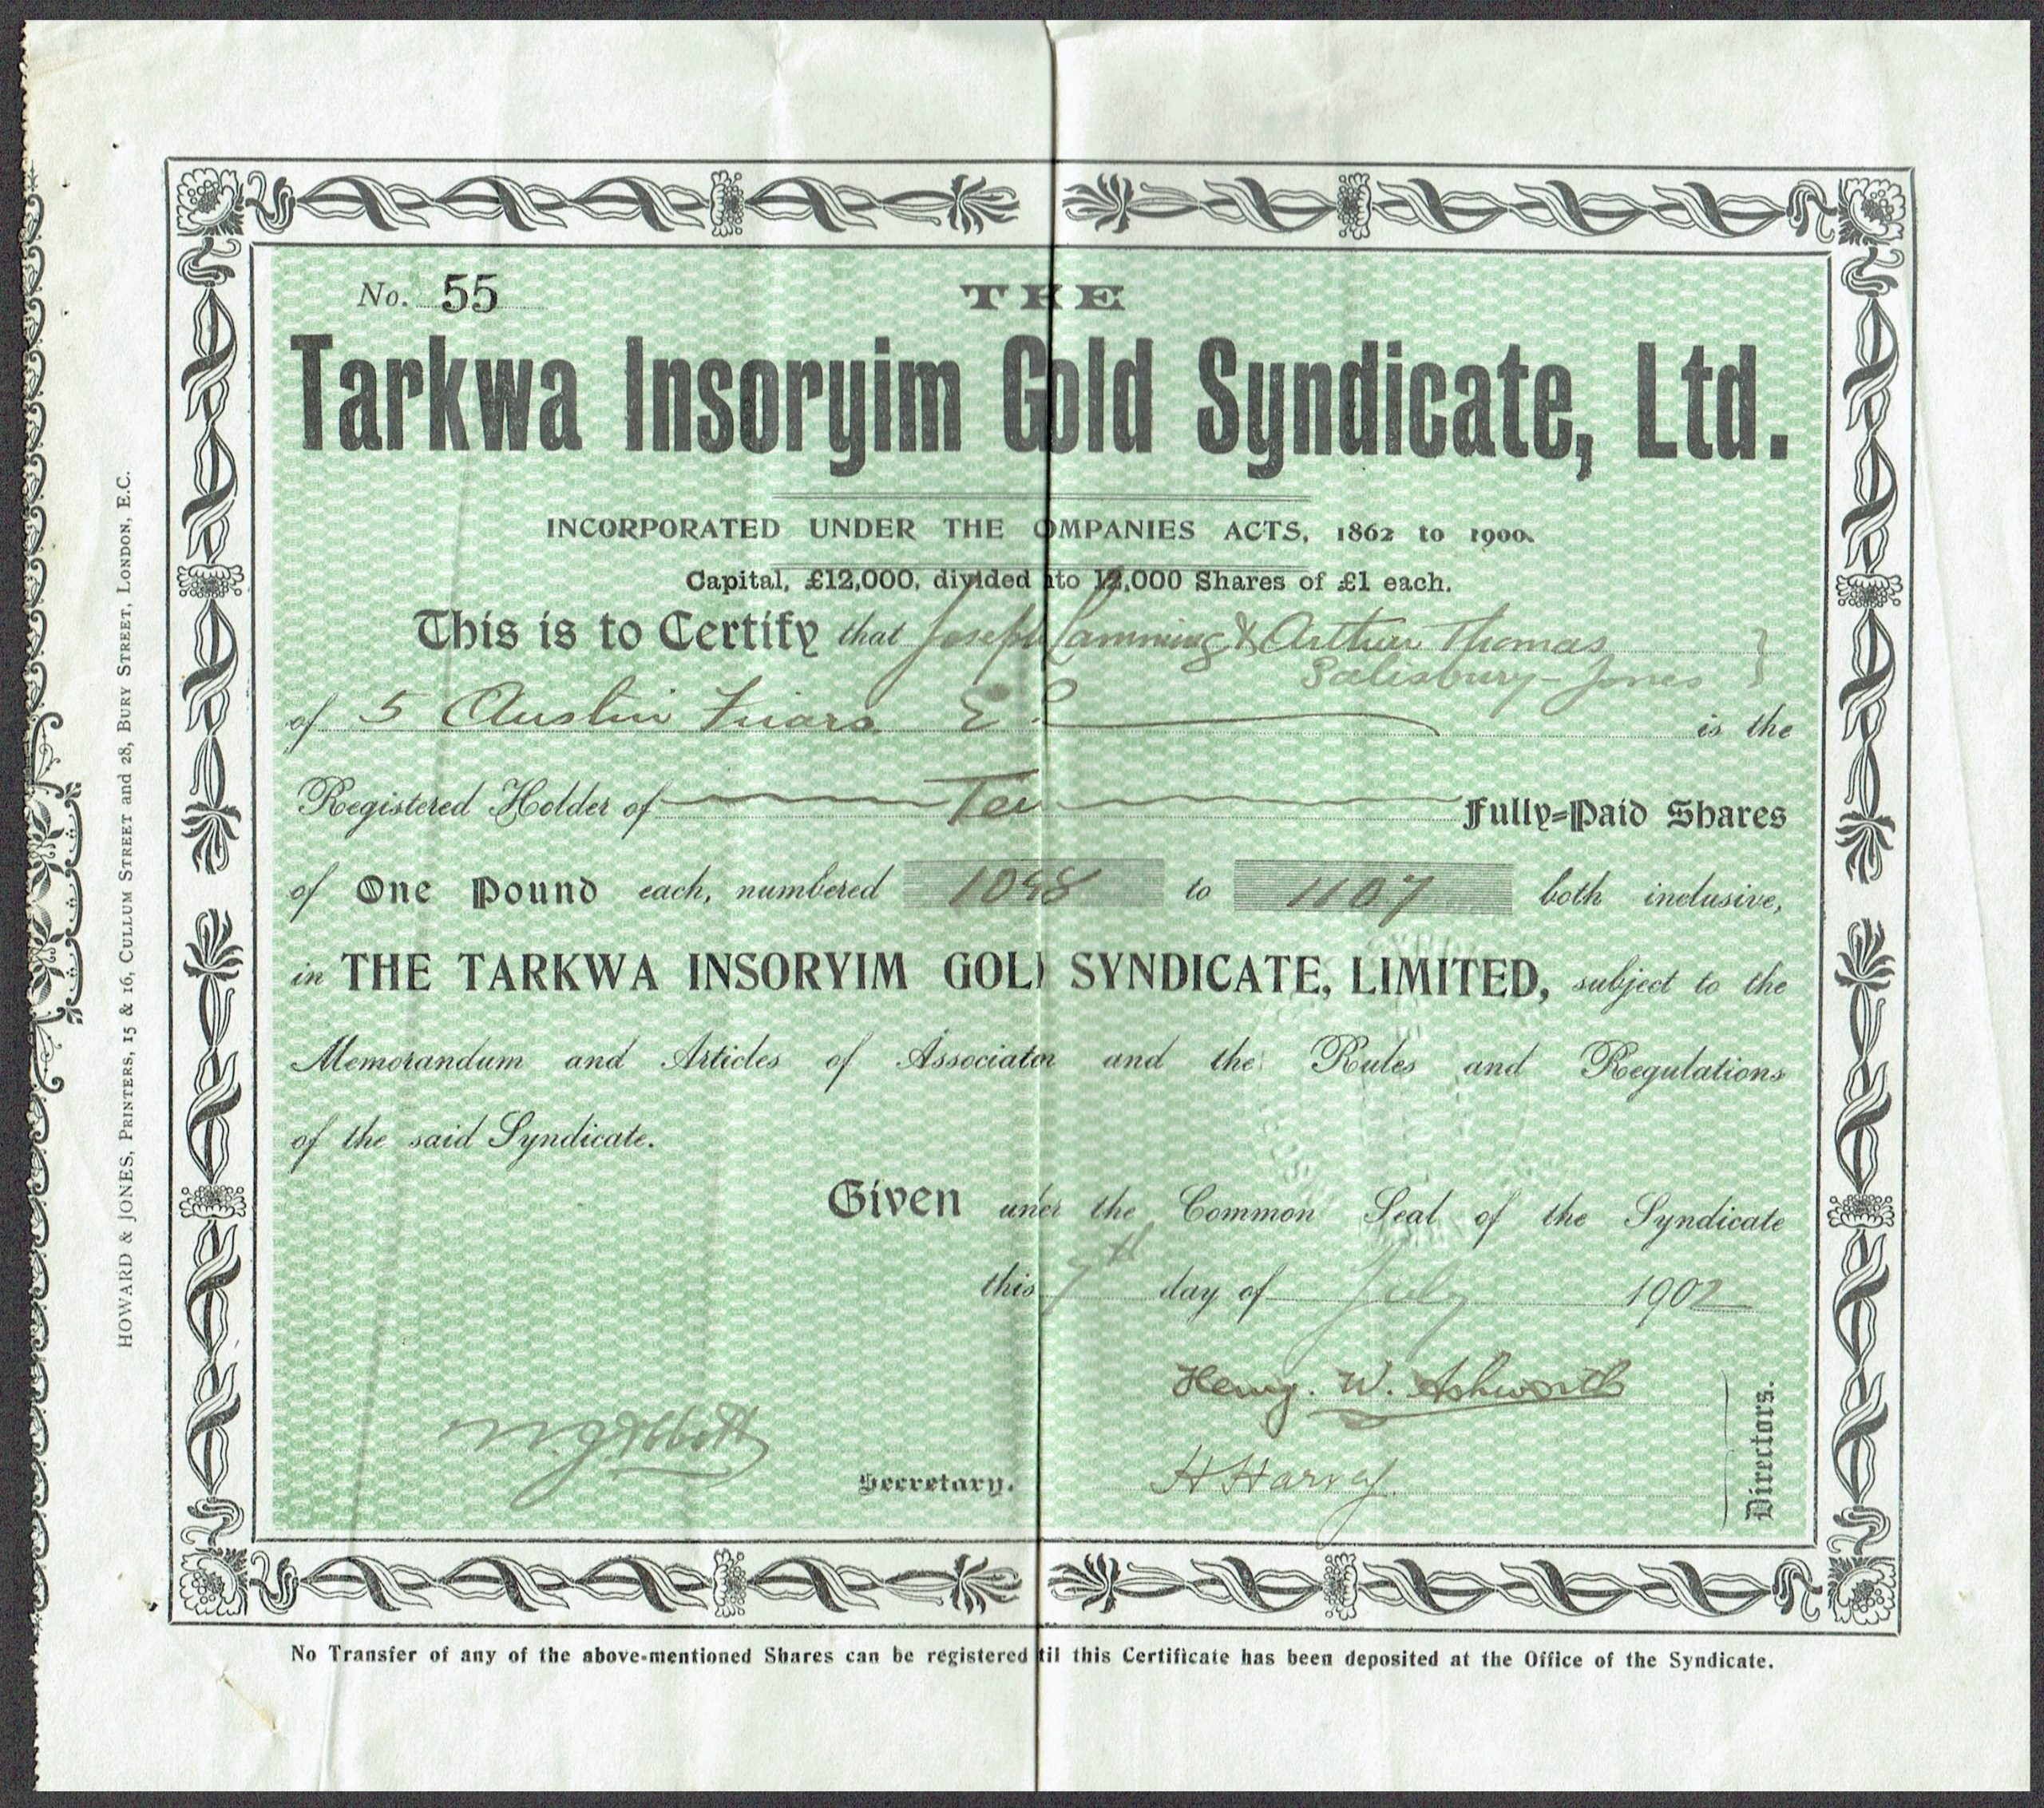 No. 55
THE
Tarkwa Insoryim Gold Syndicate, Ltd.
INCORPORATED UNDER THE OMPANIES ACTS, 1862 to 1900.
Capital, £12,000, divided nto 12,000 Shares of £1 each.
This is to Certify that Joseph Lamming & Arthur Thomas
Salisbury-Jones
of 5 Austin Friars E.C. is the
Registered Holder of Ten Fully=Paid Shares
of One Pound each, numbered 1098 to 1107 both inclusive,
in THE TARKWA INSORYIM GOLD SYNDICATE, LIMITED, subject to the
Memorandum and Articles of Association and the Rules and Regulations
of the said Syndicate.
Given under the Common Seal of the Syndicate
this 7th day of July 1902
Henry. W. Ashworth
H Harvey
Secretary.
Directors.
No Transfer of any of the above-mentioned Shares can be registered til this Certificate has been deposited at the Office of the Syndicate.
HOWARD & JONES, PRINTERS, 15 & 16, CULLUM STREET and 28, BURY STREET, LONDON, E.C.